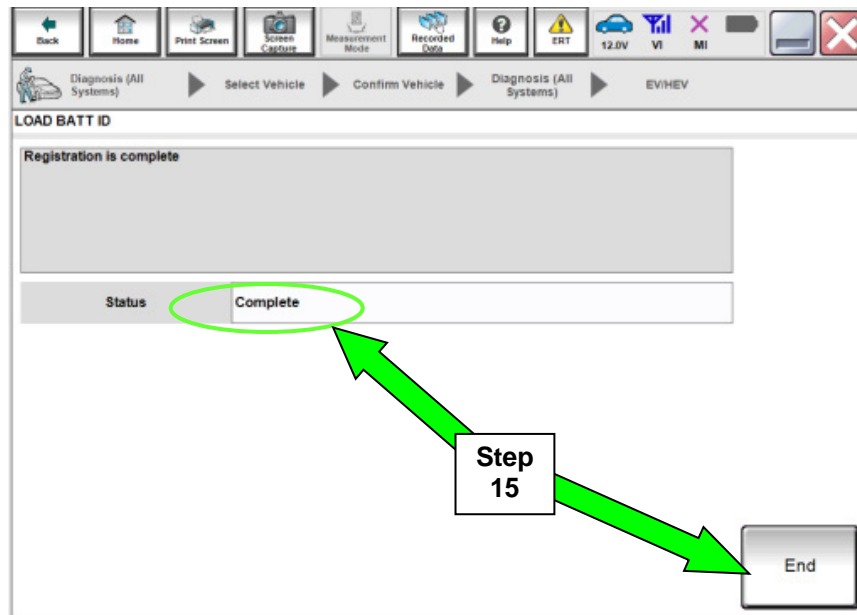 Back
Home
Print Screen
Screen
Capture
Measurement
Mode
Recorded
Data
Help
ERT
12.0V
VI
MI
Diagnosis (All
Systems)
Select Vehicle
Confirm Vehicle
Diagnosis (All
Systems)
EV/HEV
LOAD BATT ID
Registration is complete
Status
Complete
Step
15
End